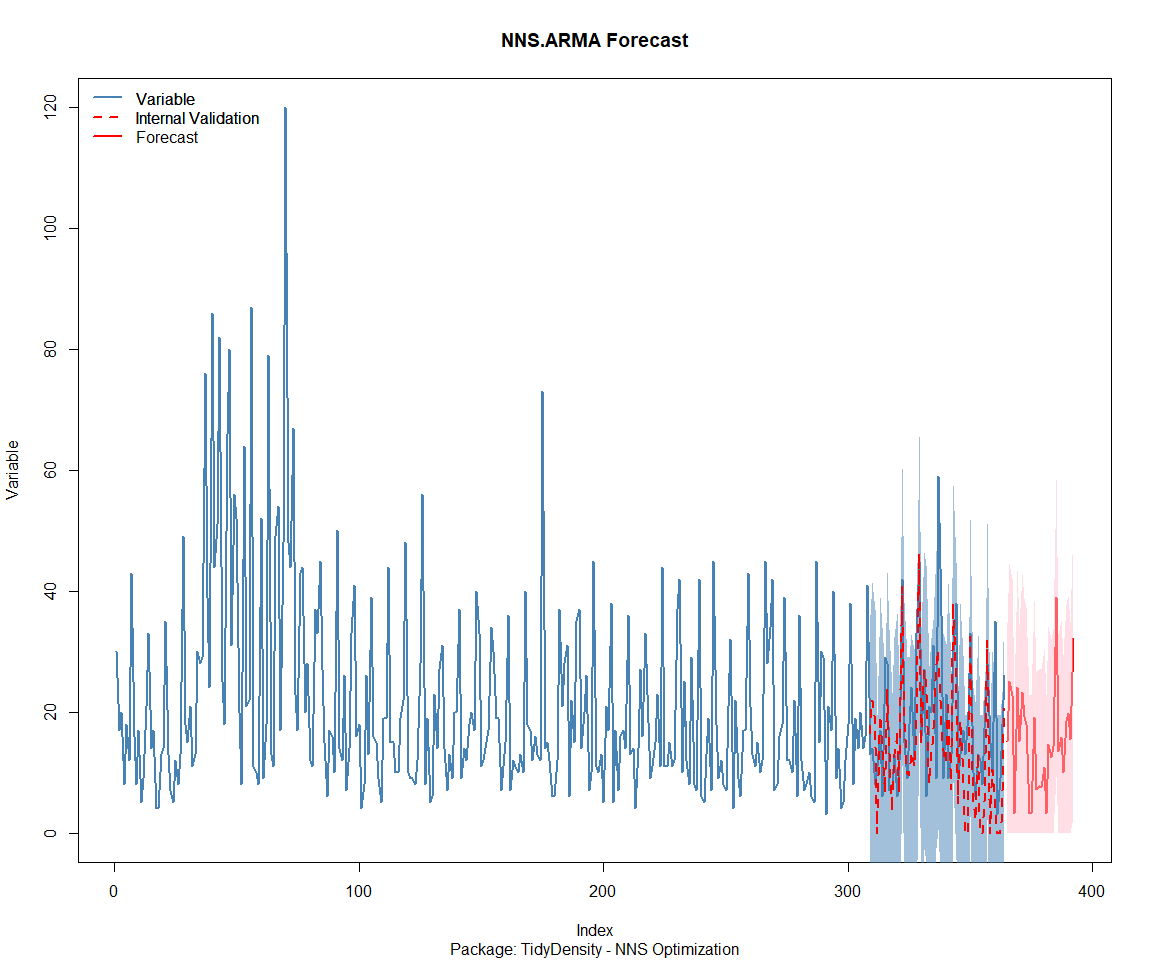 NNS.ARMA Forecast
Variable
Internal Validation
Forecast
120
100
80
60
40
20
0
Variable
0 100 200 300 400
Index
Package: TidyDensity - NNS Optimization